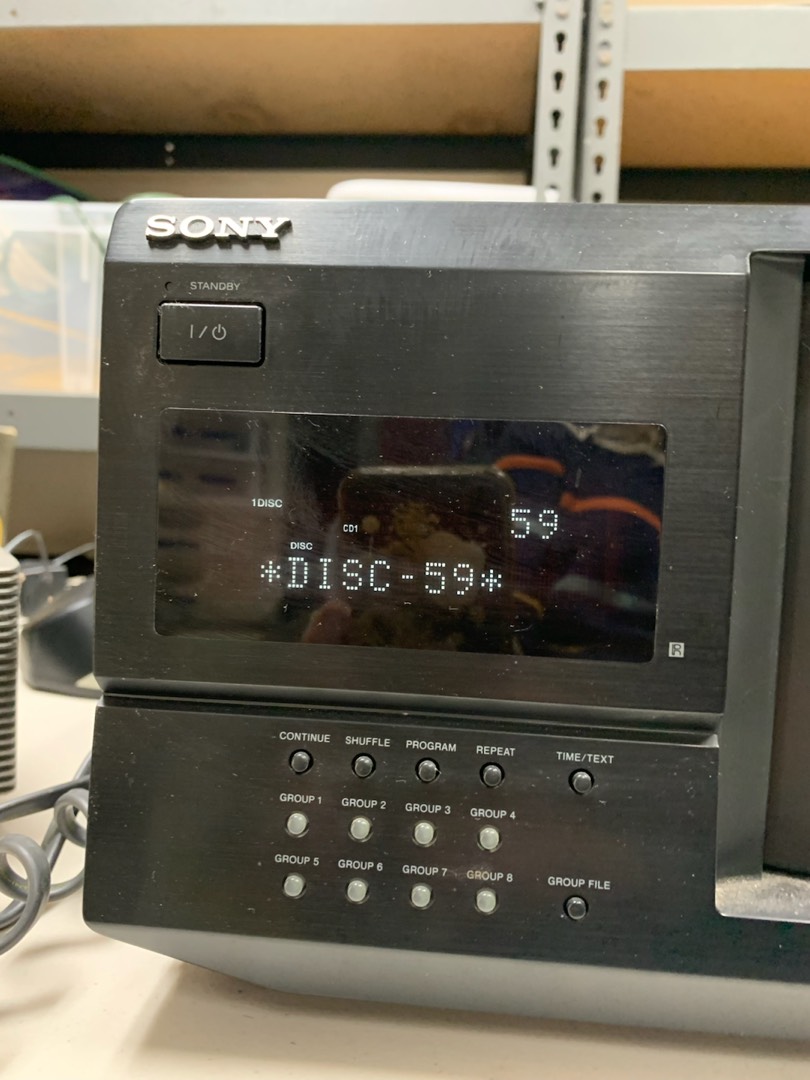 SONY
STANDBY
I/⏻
1DISC
CD1
59
DISC
*DISC-59*
R
CONTINUE SHUFFLE PROGRAM REPEAT TIME/TEXT
GROUP 1 GROUP 2 GROUP 3 GROUP 4
GROUP 5 GROUP 6 GROUP 7 GROUP 8 GROUP FILE